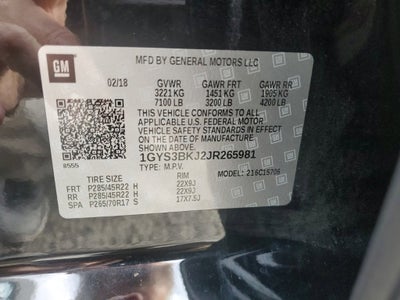 GM
MFD BY GENERAL MOTORS LLC
02/18 GVWR GAWR FRT GAWR RR
3221 KG 1451 KG 1905 KG
7100 LB 3200 LB 4200 LB
THIS VEHICLE CONFORMS TO ALL
APPLICABLE U.S. FEDERAL MOTOR
VEHICLE SAFETY STANDARDS IN EFFECT
ON THE DATE OF MANUFACTURE
1GYS3BKJ2JR265981
TYPE: M.P.V. MODEL:
TIRE SIZE RIM
FRT P285/45R22 H 22X9J
RR P285/45R22 H 22X9J
SPA P265/70R17 S 17X7.5J